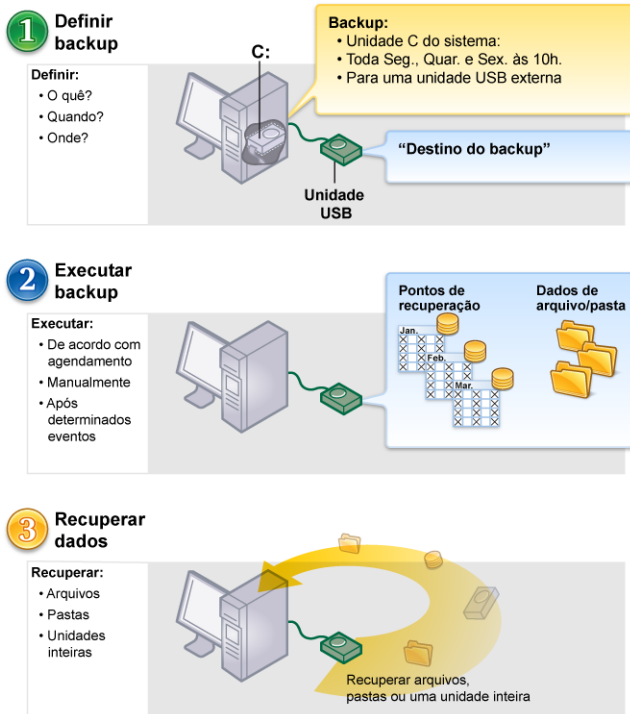 1
Definir
backup
Definir:
• O quê?
• Quando?
• Onde?
C:
Backup:
• Unidade C do sistema:
• Toda Seg., Quar. e Sex. às 10h.
• Para uma unidade USB externa
“Destino do backup”
Unidade
USB
2
Executar
backup
Executar:
• De acordo com
agendamento
• Manualmente
• Após
determinados
eventos
Pontos de
recuperação
Jan.
Feb.
Mar.
Dados de
arquivo/pasta
3
Recuperar
dados
Recuperar:
• Arquivos
• Pastas
• Unidades
inteiras
Recuperar arquivos,
pastas ou uma unidade inteira